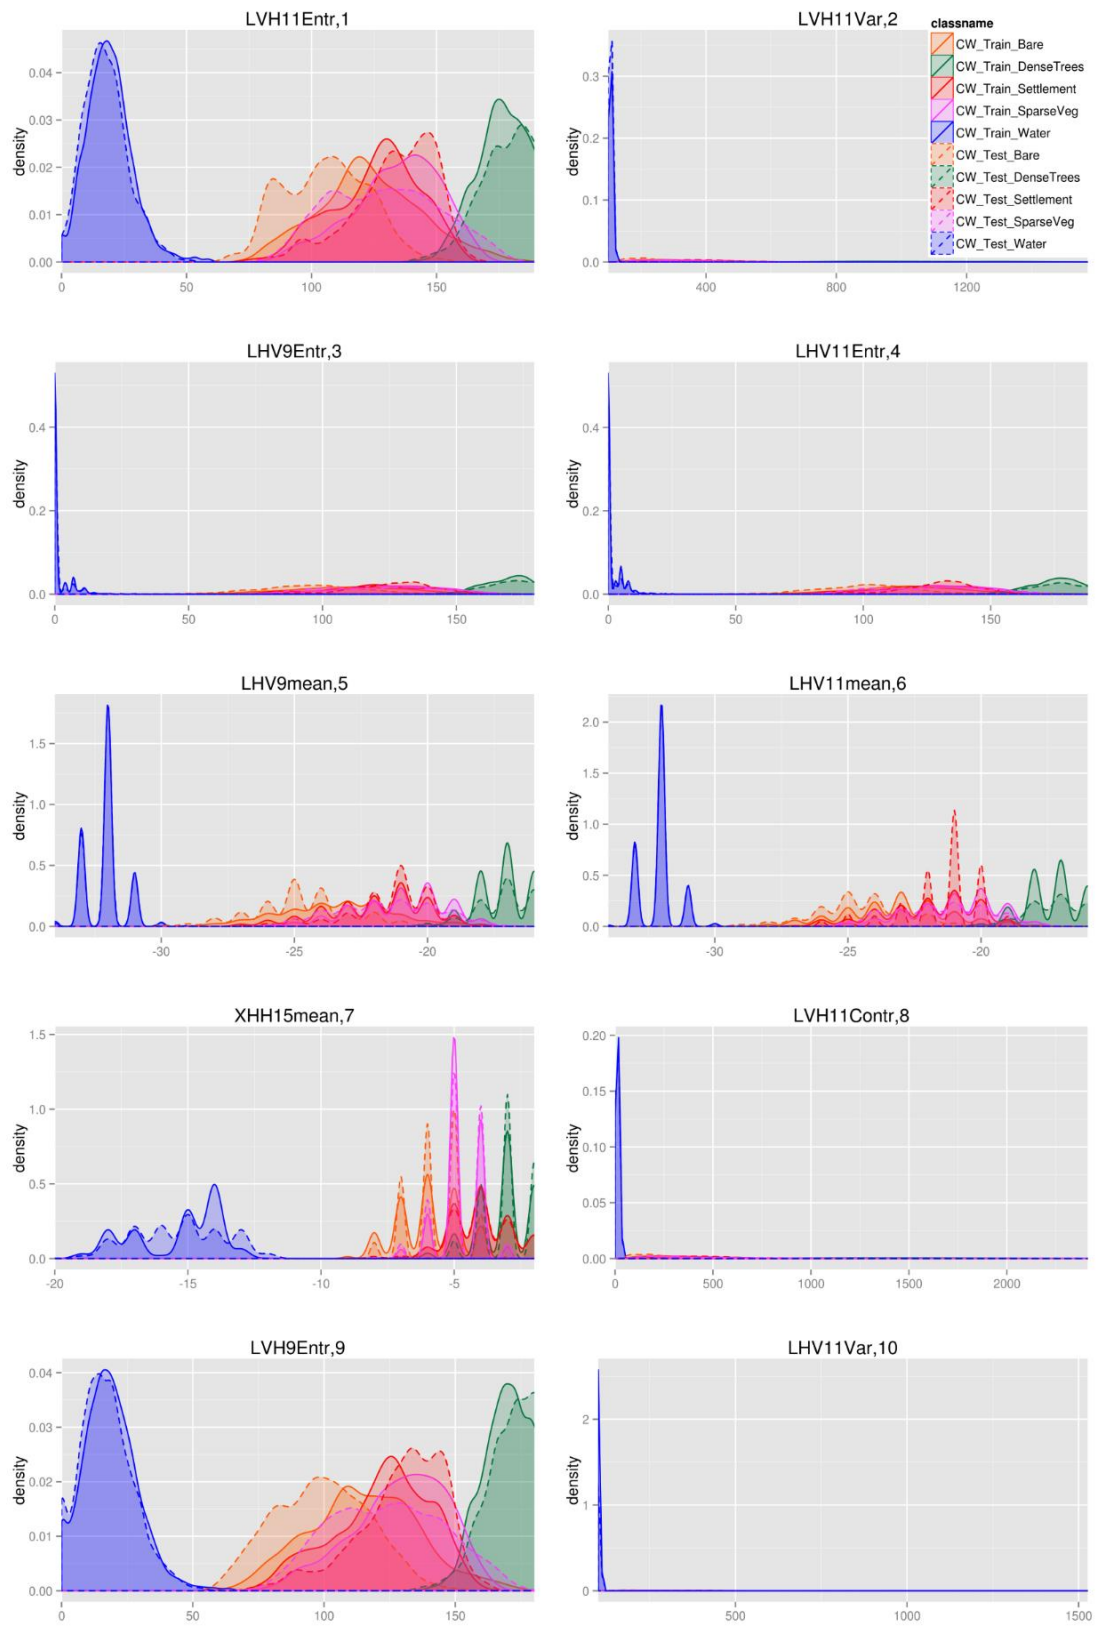 LVH11Entr,1
density
0.04
0.03
0.02
0.01
0.00
0
50
100
150
LVH11Var,2
density
0.3
0.2
0.1
0.0
400
800
1200
classname
CW_Train_Bare
CW_Train_DenseTrees
CW_Train_Settlement
CW_Train_SparseVeg
CW_Train_Water
CW_Test_Bare
CW_Test_DenseTrees
CW_Test_Settlement
CW_Test_SparseVeg
CW_Test_Water
LHV9Entr,3
density
0.4
0.2
0.0
0
50
100
150
LHV11Entr,4
density
0.4
0.2
0.0
0
50
100
150
LHV9mean,5
density
1.5
1.0
0.5
0.0
-30
-25
-20
LHV11mean,6
density
2.0
1.5
1.0
0.5
0.0
-30
-25
-20
XHH15mean,7
density
1.5
1.0
0.5
0.0
-20
-15
-10
-5
LVH11Contr,8
density
0.20
0.15
0.10
0.05
0.00
0
500
1000
1500
2000
LVH9Entr,9
density
0.04
0.03
0.02
0.01
0.00
0
50
100
150
LHV11Var,10
density
2
1
0
500
1000
1500